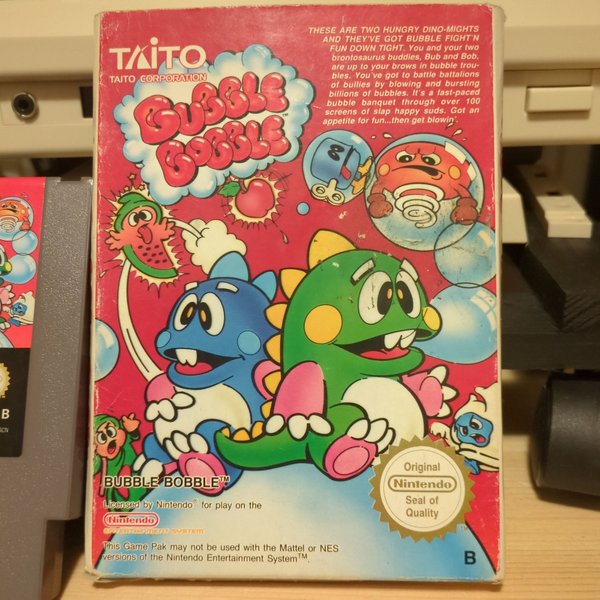 THESE ARE TWO HUNGRY DINO-MIGHTS
AND THEY'VE GOT BUBBLE FIGHT'N
FUN DOWN TIGHT. You and your two
brontosaurus buddies, Bub and Bob,
are up to your brows in bubble trou-
bles. You've got to battle battalions
of bullies by blowing and bursting
billions of bubbles. It's a fast-paced
bubble banquet through over 100
screens of slap happy suds. Got an
appetite for fun...then get blowin'.
TAITO
TAITO CORPORATION
BUBBLE
BOBBLE™
BUBBLE BOBBLE™
Licensed by Nintendo® for play on the
Nintendo
ENTERTAINMENT SYSTEM
This Game Pak may not be used with the Mattel or NES
versions of the Nintendo Entertainment System™.
Original
Nintendo
Seal of
Quality
B
B